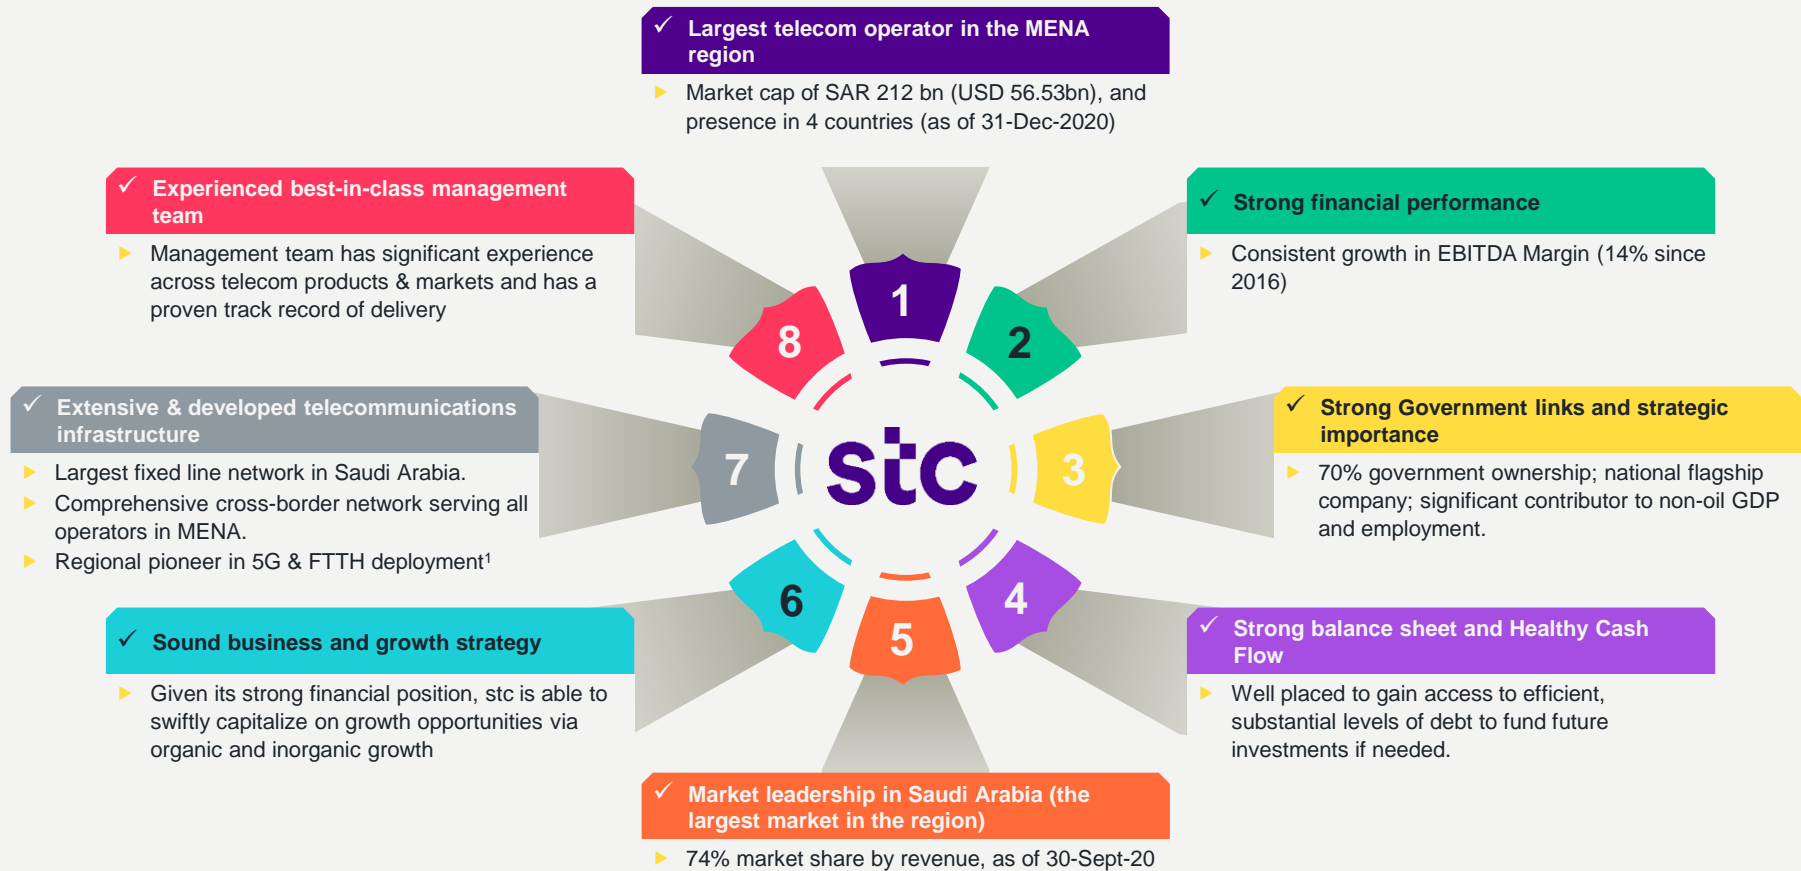 ✓ Largest telecom operator in the MENA
region
Market cap of SAR 212 bn (USD 56.53bn), and
presence in 4 countries (as of 31-Dec-2020)
✓ Experienced best-in-class management
team
Management team has significant experience
across telecom products & markets and has a
proven track record of delivery
✓ Strong financial performance
Consistent growth in EBITDA Margin (14% since
2016)
1
8
2
✓ Extensive & developed telecommunications
infrastructure
Largest fixed line network in Saudi Arabia.
Comprehensive cross-border network serving all
operators in MENA.
Regional pioneer in 5G & FTTH deployment¹
7
stc
3
✓ Strong Government links and strategic
importance
70% government ownership; national flagship
company; significant contributor to non-oil GDP
and employment.
6
5
4
✓ Sound business and growth strategy
Given its strong financial position, stc is able to
swiftly capitalize on growth opportunities via
organic and inorganic growth
✓ Strong balance sheet and Healthy Cash
Flow
Well placed to gain access to efficient,
substantial levels of debt to fund future
investments if needed.
✓ Market leadership in Saudi Arabia (the
largest market in the region)
74% market share by revenue, as of 30-Sept-20